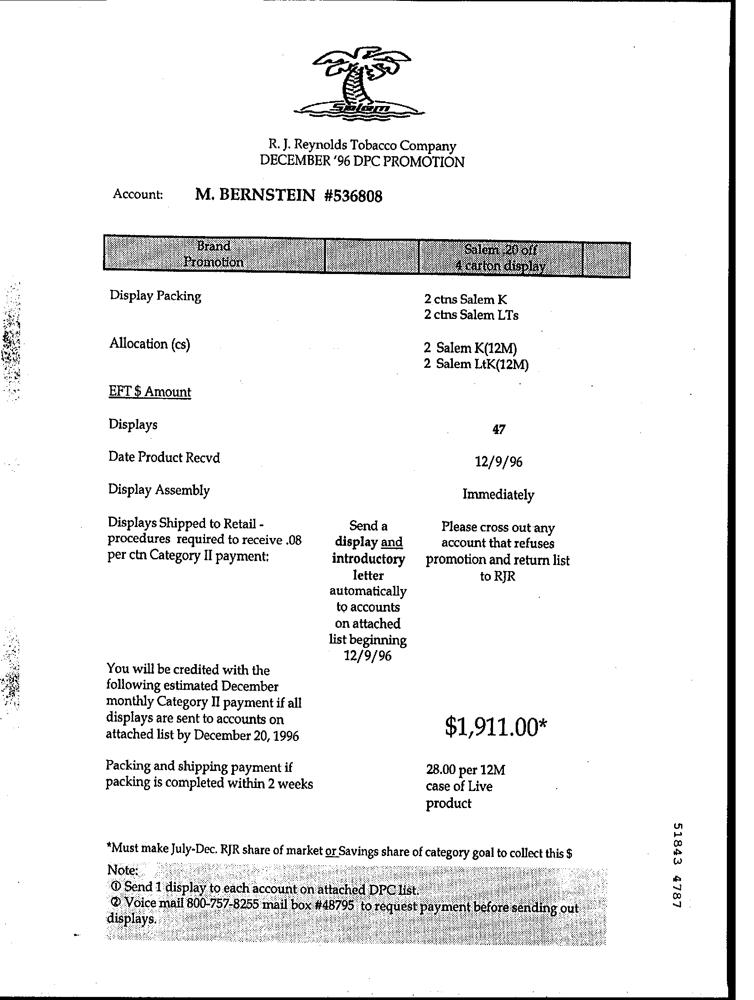 Salem
R. J. Reynolds Tobacco Company
DECEMBER '96 DPC PROMOTION
Account: M. BERNSTEIN #536808
Brand Promotion
Salem .20 off
4 carton display
Display Packing
2 ctns Salem K
2 ctns Salem LTs
Allocation (cs)
2 Salem K(12M)
2 Salem LtK(12M)
EFT $ Amount
Displays 47
Date Product Recvd 12/9/96
Display Assembly Immediately
Displays Shipped to Retail -
procedures required to receive .08
per ctn Category II payment:
Send a
display and
introductory
letter
automatically
to accounts
on attached
list beginning
12/9/96
Please cross out any
account that refuses
promotion and return list
to RJR
You will be credited with the
following estimated December
monthly Category II payment if all
displays are sent to accounts on
attached list by December 20, 1996
$1,911.00*
Packing and shipping payment if
packing is completed within 2 weeks
28.00 per 12M
case of Live
product
*Must make July-Dec. RJR share of market or Savings share of category goal to collect this $
Note:
① Send 1 display to each account on attached DPC list.
② Voice mail 800-757-8255 mail box #48795 to request payment before sending out
displays.
51843 4787